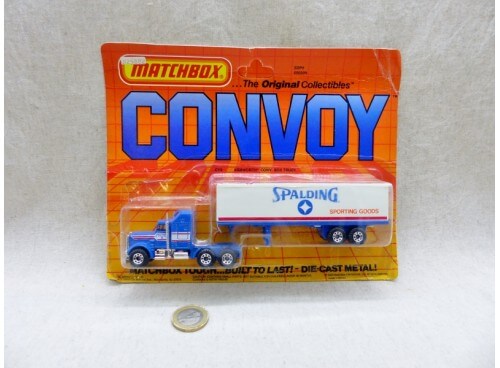 MATCHBOX
...The Original Collectibles
CONVOY
SPALDING
SPORTING GOODS
MATCHBOX TOUGH...BUILT TO LAST! - DIE-CAST METAL!